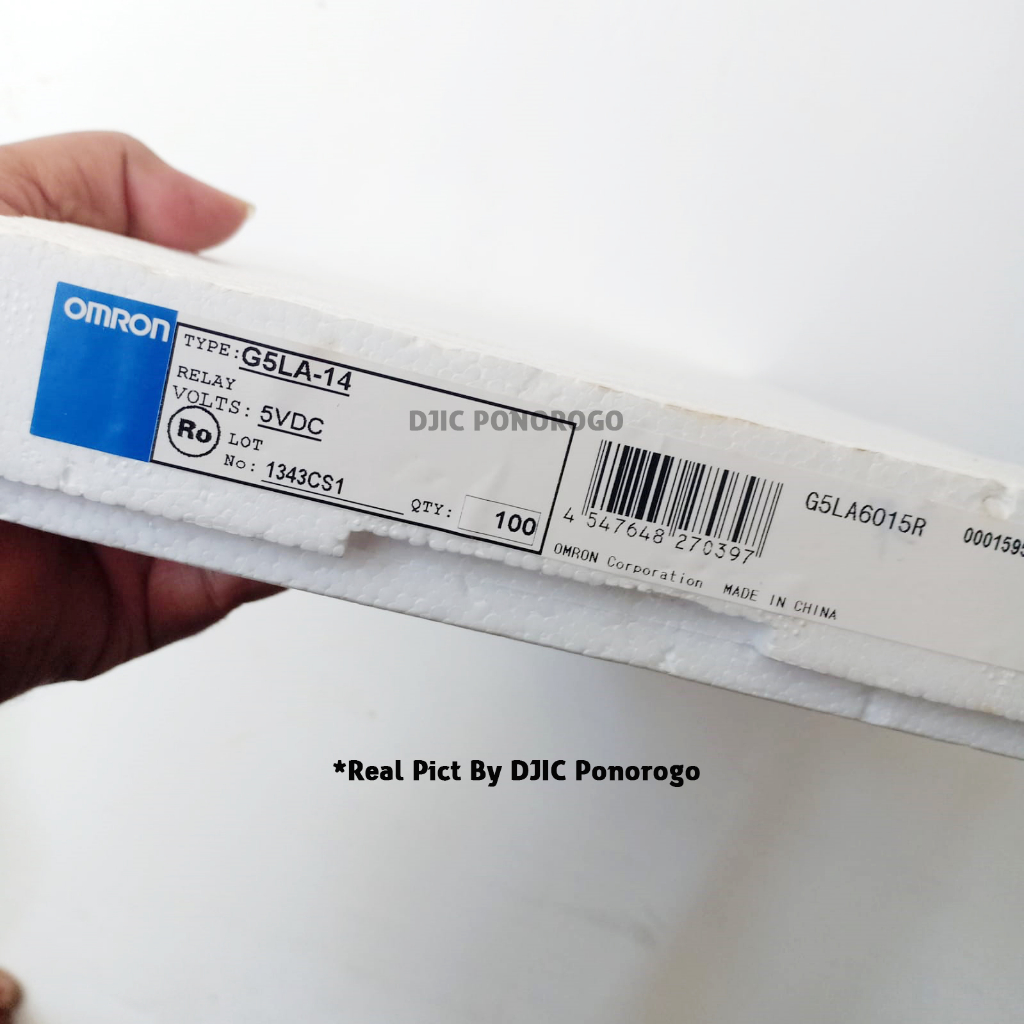 OMRON
TYPE: G5LA-14
RELAY
VOLTS: 5VDC
Ro
LOT
No: 1343CS1
QTY: 100
DJIC PONOROGO
4 547648 270397
OMRON Corporation MADE IN CHINA
G5LA6015R
0001595
*Real Pict By DJIC Ponorogo